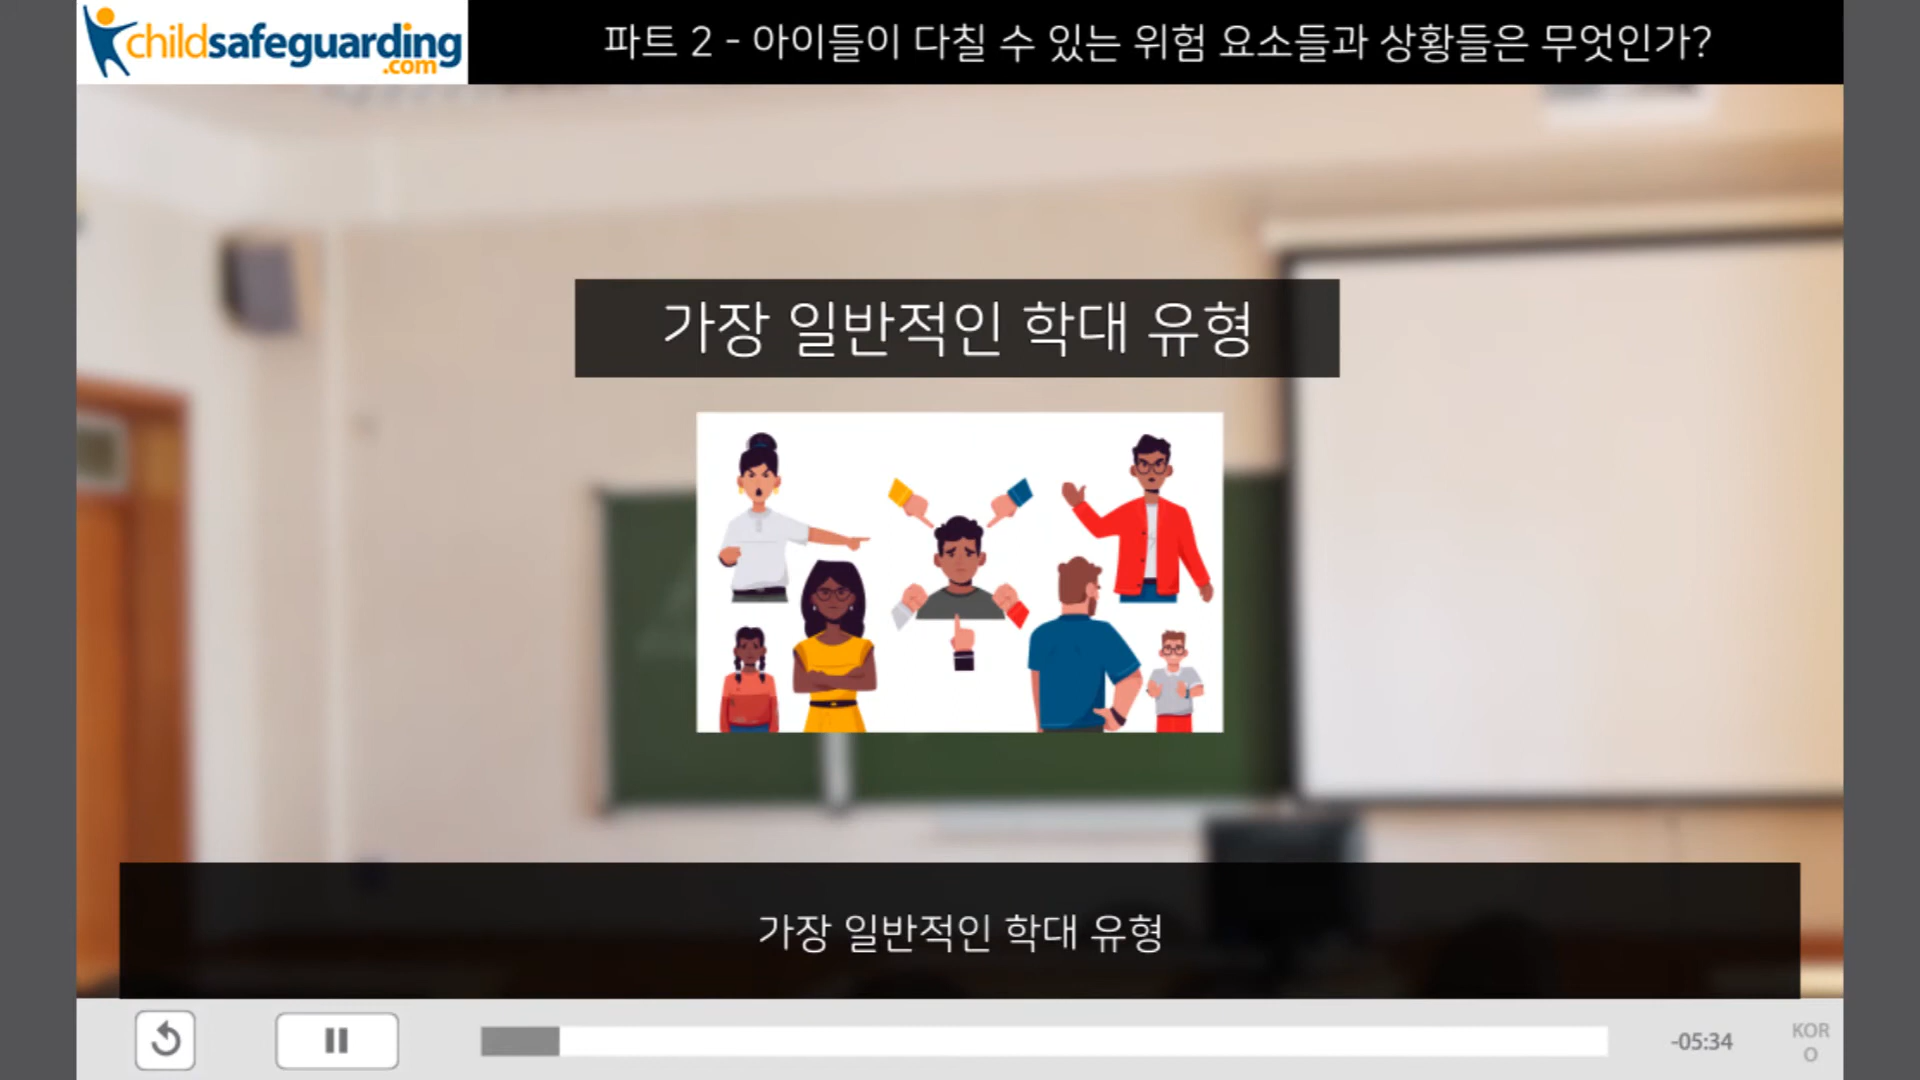 childsafeguarding
.com
파트 2 - 아이들이 다칠 수 있는 위험 요소들과 상황들은 무엇인가?
가장 일반적인 학대 유형
가장 일반적인 학대 유형
-05:34
KOR
O